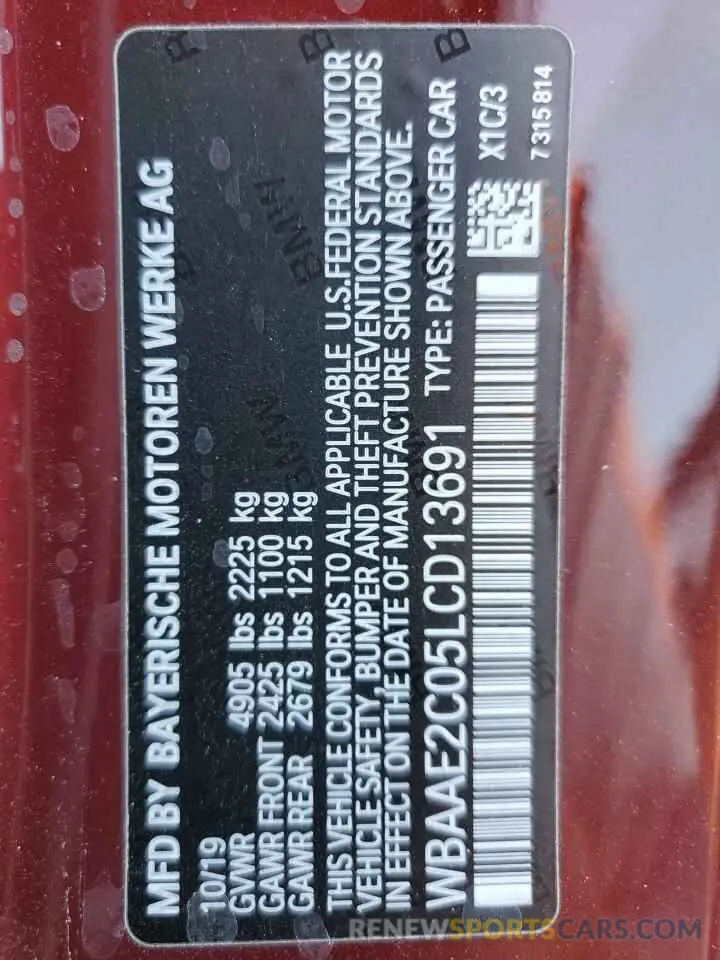 MFD BY BAYERISCHE MOTOREN WERKE AG
10/19
GVWR 4905 lbs 2225 kg
GAWR FRONT 2425 lbs 1100 kg
GAWR REAR 2679 lbs 1215 kg
THIS VEHICLE CONFORMS TO ALL APPLICABLE U.S.FEDERAL MOTOR
VEHICLE SAFETY, BUMPER AND THEFT PREVENTION STANDARDS
IN EFFECT ON THE DATE OF MANUFACTURE SHOWN ABOVE.
WBAAE2C05LCD13691 TYPE: PASSENGER CAR
X1C/3
7 315 814
RENEWSPORTSCARS.COM